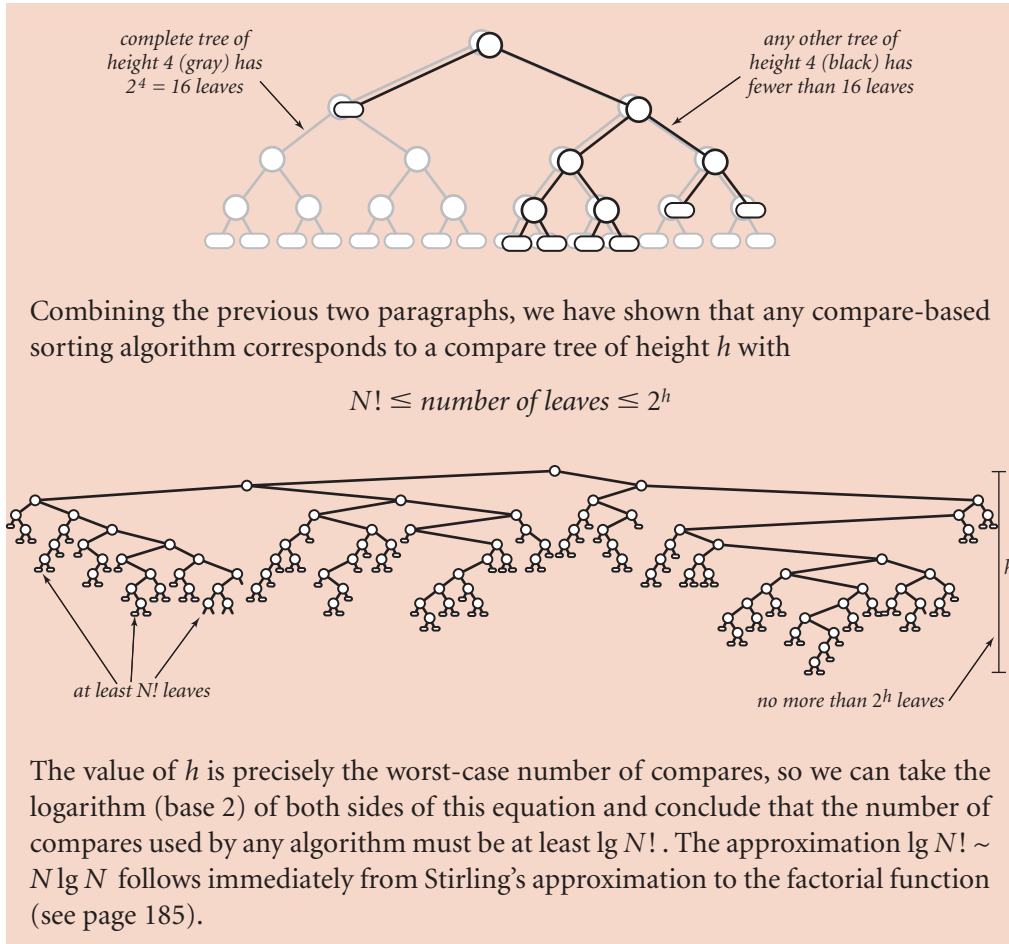 complete tree of
height 4 (gray) has
2⁴ = 16 leaves
any other tree of
height 4 (black) has
fewer than 16 leaves
Combining the previous two paragraphs, we have shown that any compare-based
sorting algorithm corresponds to a compare tree of height h with
N! ≤ number of leaves ≤ 2ʰ
h
at least N! leaves
no more than 2ʰ leaves
The value of h is precisely the worst-case number of compares, so we can take the
logarithm (base 2) of both sides of this equation and conclude that the number of
compares used by any algorithm must be at least lg N! . The approximation lg N! ~
N lg N follows immediately from Stirling’s approximation to the factorial function
(see page 185).